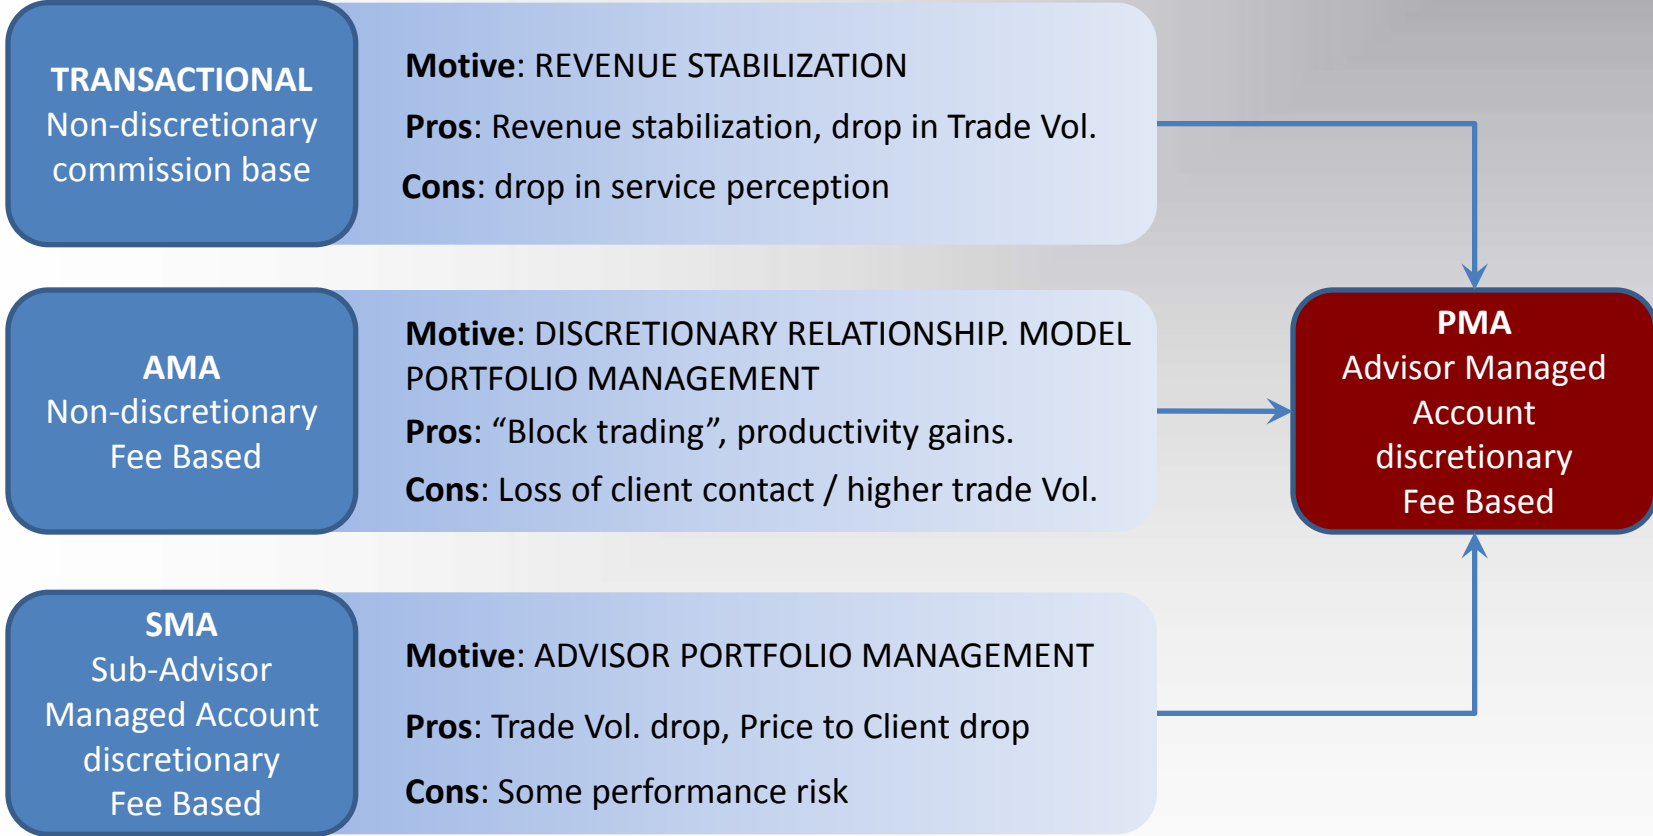 TRANSACTIONAL
Non-discretionary
commission base
Motive: REVENUE STABILIZATION
Pros: Revenue stabilization, drop in Trade Vol.
Cons: drop in service perception
AMA
Non-discretionary
Fee Based
Motive: DISCRETIONARY RELATIONSHIP. MODEL
PORTFOLIO MANAGEMENT
Pros: “Block trading”, productivity gains.
Cons: Loss of client contact / higher trade Vol.
SMA
Sub-Advisor
Managed Account
discretionary
Fee Based
Motive: ADVISOR PORTFOLIO MANAGEMENT
Pros: Trade Vol. drop, Price to Client drop
Cons: Some performance risk
PMA
Advisor Managed
Account
discretionary
Fee Based